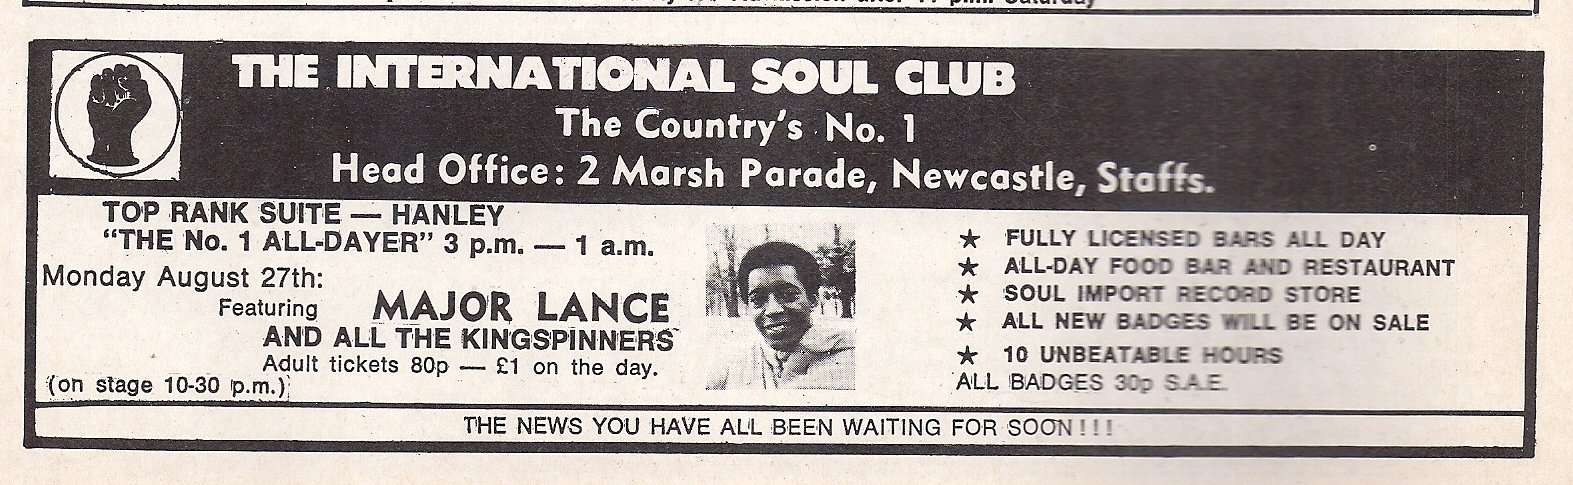 THE INTERNATIONAL SOUL CLUB
The Country's No. 1
Head Office: 2 Marsh Parade, Newcastle, Staffs.
TOP RANK SUITE — HANLEY
"THE No. 1 ALL-DAYER" 3 p.m. — 1 a.m.
Monday August 27th:
Featuring MAJOR LANCE
AND ALL THE KINGSPINNERS
Adult tickets 80p — £1 on the day.
(on stage 10-30 p.m.)
★ FULLY LICENSED BARS ALL DAY
★ ALL-DAY FOOD BAR AND RESTAURANT
★ SOUL IMPORT RECORD STORE
★ ALL NEW BADGES WILL BE ON SALE
★ 10 UNBEATABLE HOURS
ALL BADGES 30p S.A.E.
THE NEWS YOU HAVE ALL BEEN WAITING FOR SOON!!!